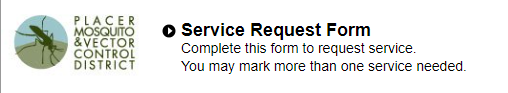 PLACER
MOSQUITO
& VECTOR
CONTROL
DISTRICT
Service Request Form
Complete this form to request service.
You may mark more than one service needed.